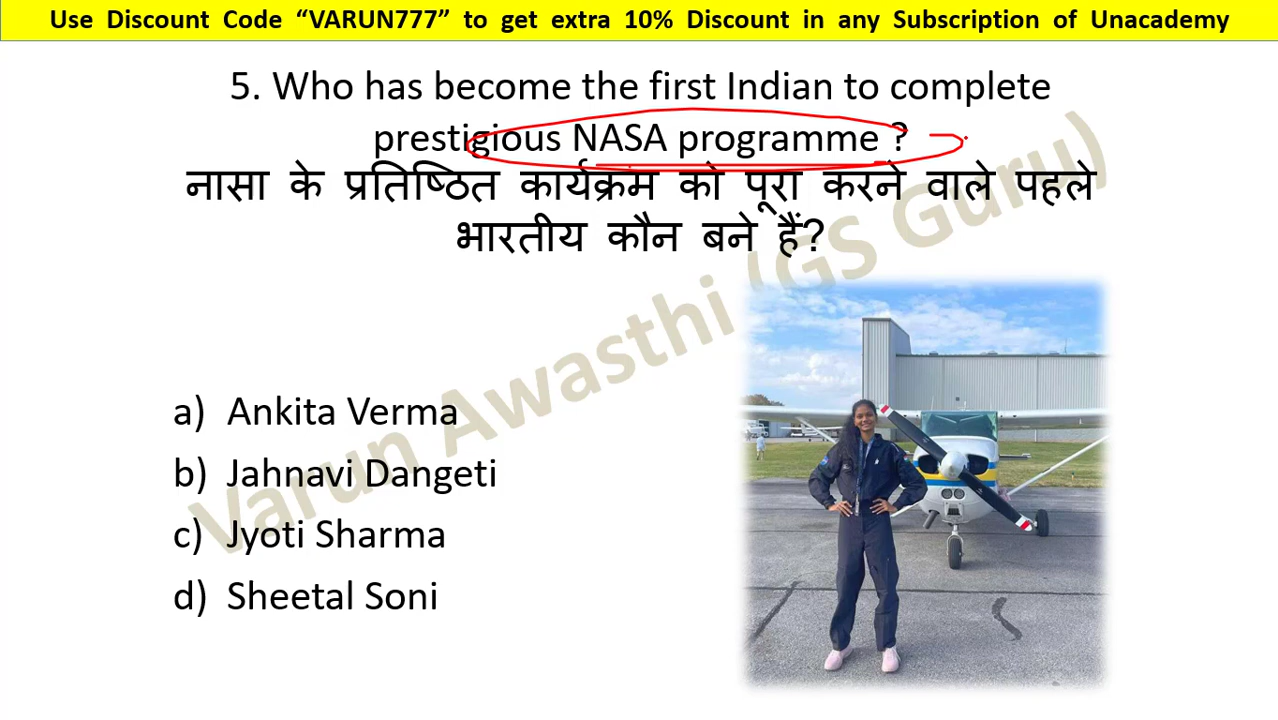 Use Discount Code “VARUN777” to get extra 10% Discount in any Subscription of Unacademy
5. Who has become the first Indian to complete
prestigious NASA programme ?
नासा के प्रतिष्ठित कार्यक्रम को पूरा करने वाले पहले
भारतीय कौन बने हैं?
a) Ankita Verma
b) Jahnavi Dangeti
c) Jyoti Sharma
d) Sheetal Soni
Varun Awasthi (GS Guru)